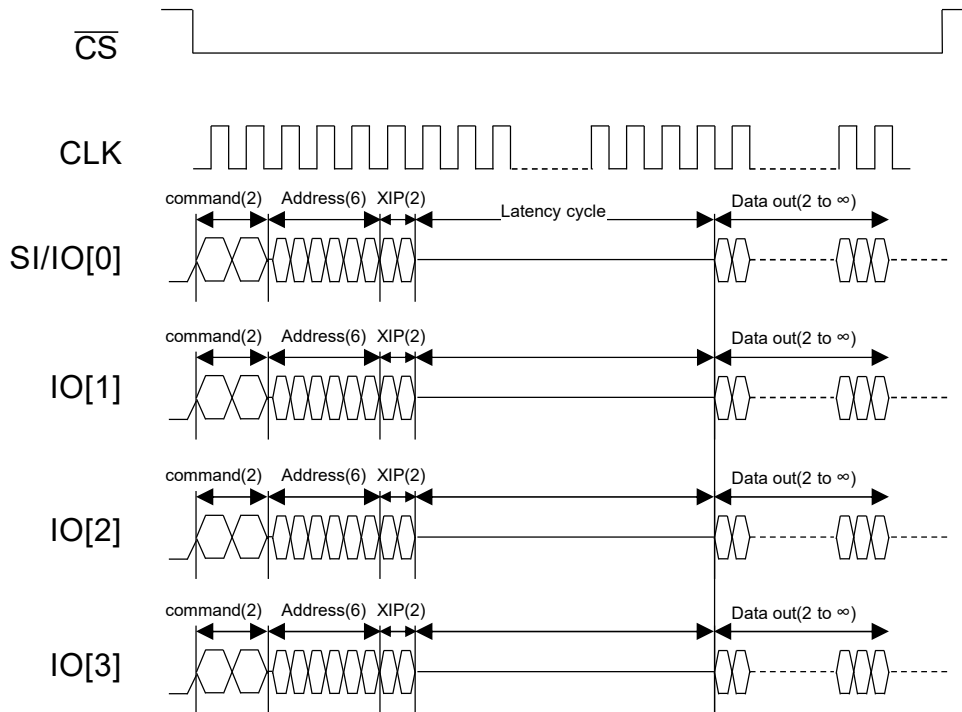 CS
CLK
command(2) Address(6) XIP(2) Latency cycle Data out(2 to ∞)
SI/IO[0]
command(2) Address(6) XIP(2) Data out(2 to ∞)
IO[1]
command(2) Address(6) XIP(2) Data out(2 to ∞)
IO[2]
command(2) Address(6) XIP(2) Data out(2 to ∞)
IO[3]